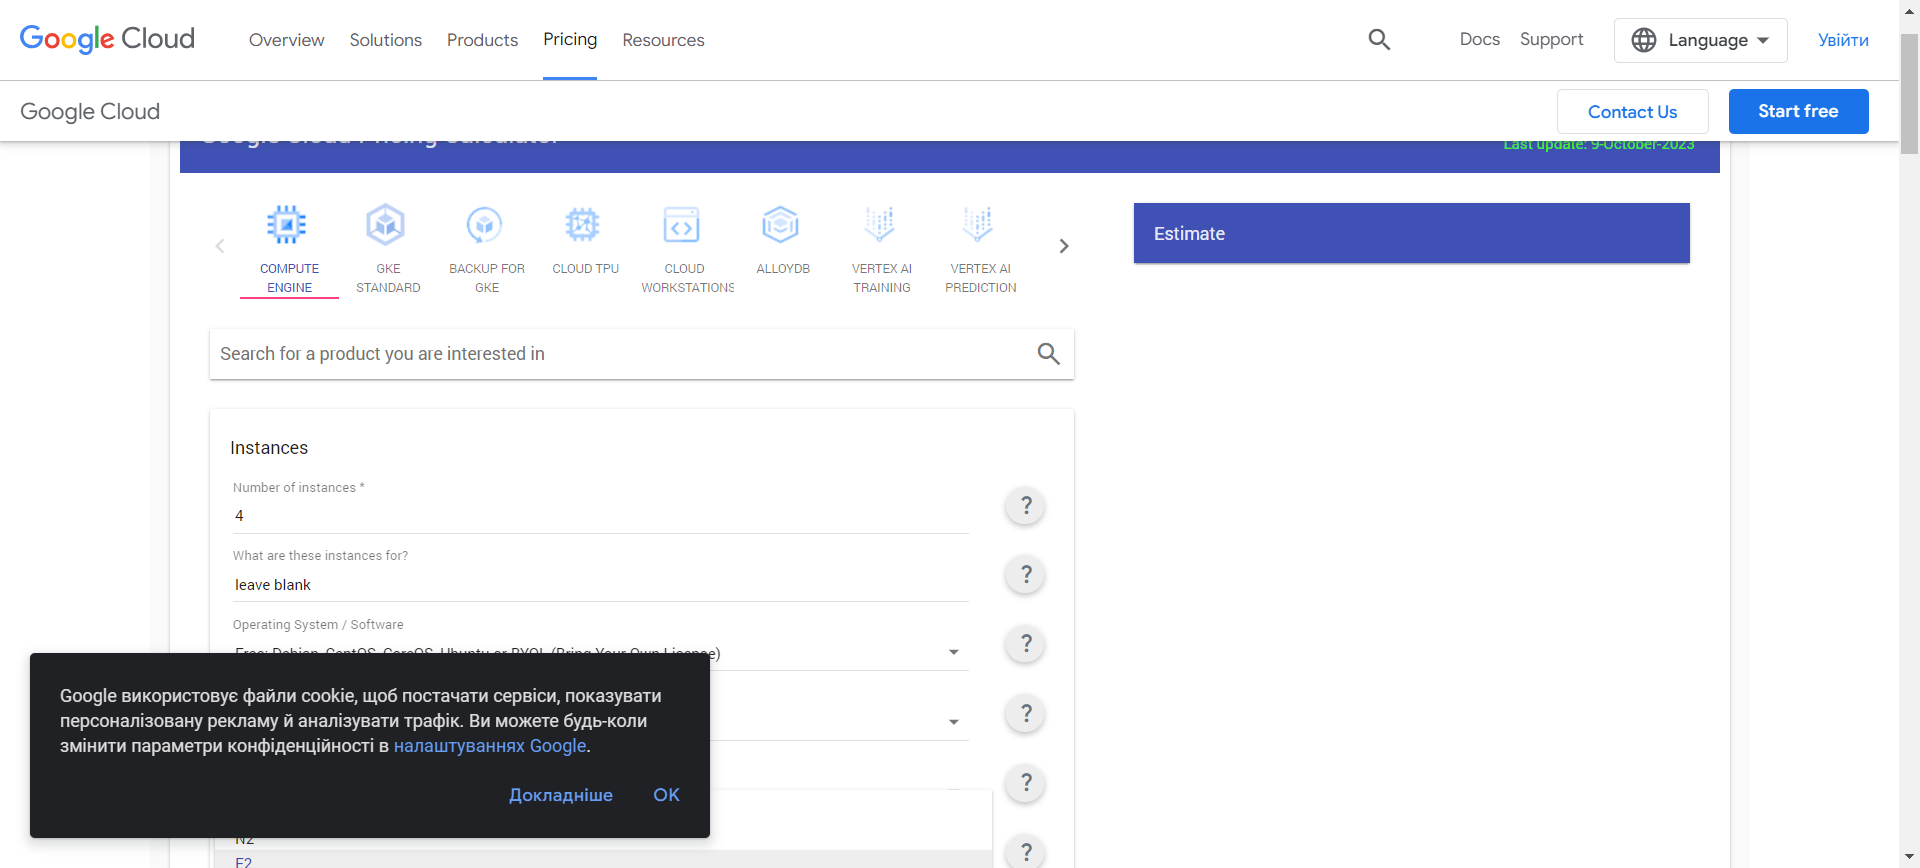 Google Cloud
Overview
Solutions
Products
Pricing
Resources
Docs
Support
Language
Увійти
Google Cloud
Contact Us
Start free
Google Cloud Pricing Calculator
Last update: 9-October-2023
COMPUTE
ENGINE
GKE
STANDARD
BACKUP FOR
GKE
CLOUD TPU
CLOUD
WORKSTATIONS
ALLOYDB
VERTEX AI
TRAINING
VERTEX AI
PREDICTION
Estimate
Search for a product you are interested in
Instances
Number of instances *
4
?
What are these instances for?
leave blank
?
Operating System / Software
Free: Debian, CentOS, CoreOS, Ubuntu or BYOL (Bring Your Own License)
?
?
?
?
Google використовує файли cookie, щоб постачати сервіси, показувати
персоналізовану рекламу й аналізувати трафік. Ви можете будь-коли
змінити параметри конфіденційності в налаштуваннях Google.
Докладніше
OK
N2
E2